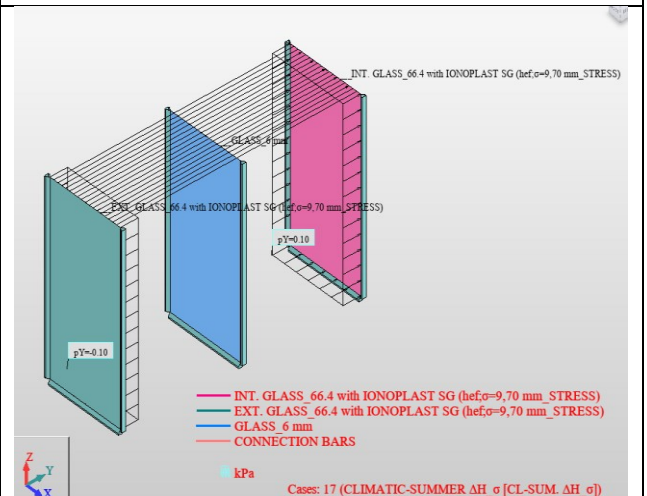 INT. GLASS_66.4 with IONOPLAST SG (hef;σ=9,70 mm_STRESS)
GLASS_6 mm
EXT. GLASS_66.4 with IONOPLAST SG (hef;σ=9,70 mm_STRESS)
pY=0.10
pY=-0.10
INT. GLASS_66.4 with IONOPLAST SG (hef;σ=9,70 mm_STRESS)
EXT. GLASS_66.4 with IONOPLAST SG (hef;σ=9,70 mm_STRESS)
GLASS_6 mm
CONNECTION BARS
Z
Y
X
kPa
Cases: 17 (CLIMATIC-SUMMER ΔH_σ [CL-SUM. ΔH_σ])